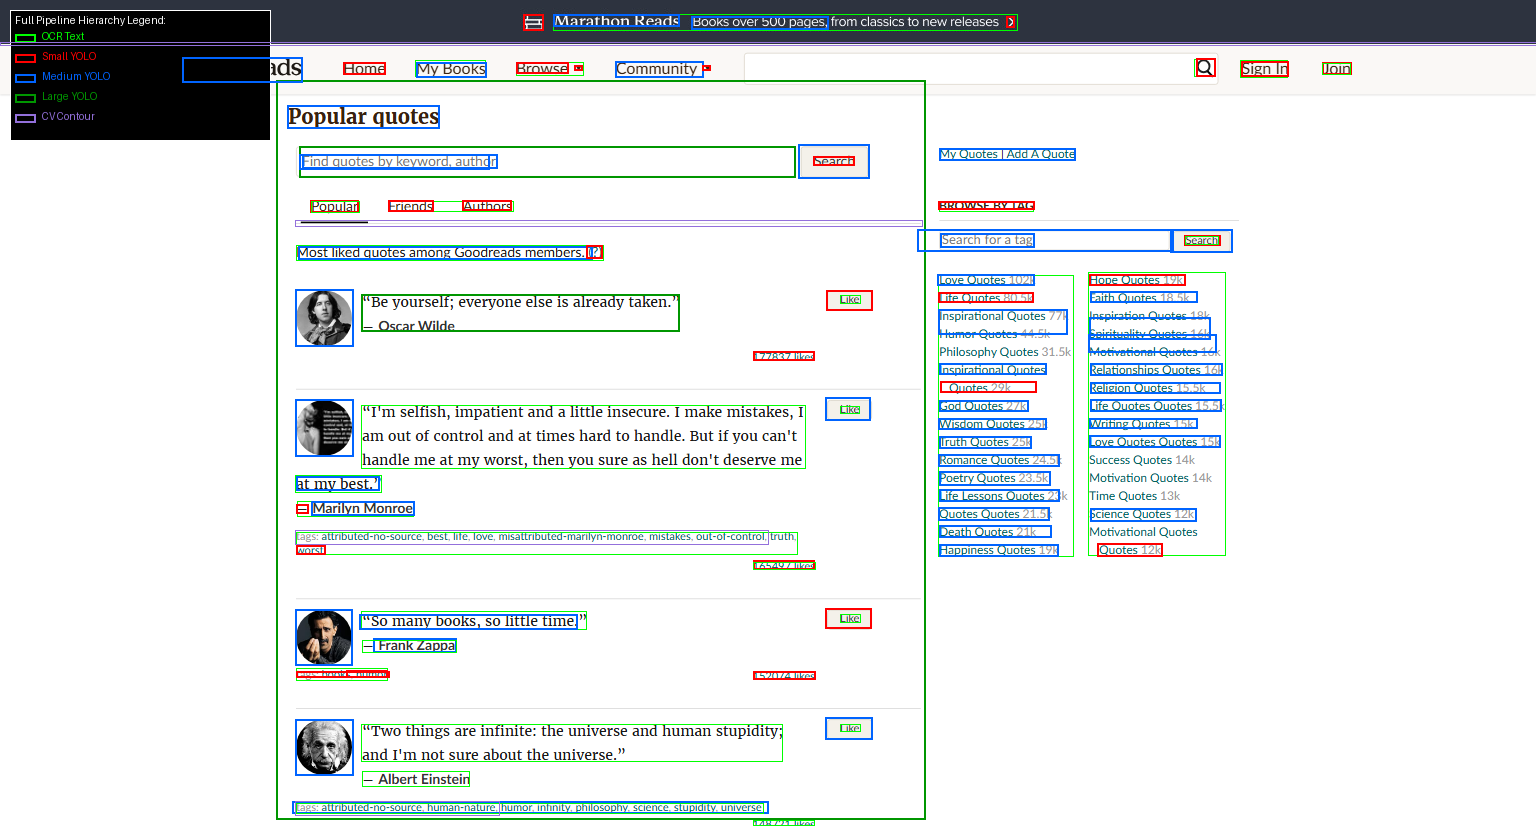 Full Pipeline Hierarchy Legend:
OCR Text
Small YOLO
Medium YOLO
Large YOLO
CV Contour
Marathon Reads Books over 500 pages, from classics to new releases
ads
Home
My Books
Browse
Community
Sign In
Join
Popular quotes
Find quotes by keyword, author
Search
Popular
Friends
Authors
Most liked quotes among Goodreads members. [?]
“Be yourself; everyone else is already taken.”
― Oscar Wilde
Like
177837 likes
“I'm selfish, impatient and a little insecure. I make mistakes, I
am out of control and at times hard to handle. But if you can't
handle me at my worst, then you sure as hell don't deserve me
at my best.”
― Marilyn Monroe
Like
tags: attributed-no-source, best, life, love, misattributed-marilyn-monroe, mistakes, out-of-control, truth,
worst
165497 likes
“So many books, so little time.”
― Frank Zappa
Like
tags: books, humor
152074 likes
“Two things are infinite: the universe and human stupidity;
and I'm not sure about the universe.”
― Albert Einstein
Like
tags: attributed-no-source, human-nature, humor, infinity, philosophy, science, stupidity, universe
likes
My Quotes | Add A Quote
BROWSE BY TAG
Search for a tag
Search
Love Quotes 102k
Life Quotes 80.5k
Inspirational Quotes 77k
Humor Quotes 44.5k
Philosophy Quotes 31.5k
Inspirational Quotes
Quotes 29k
God Quotes 27k
Wisdom Quotes 25k
Truth Quotes 25k
Romance Quotes 24.5k
Poetry Quotes 23.5k
Life Lessons Quotes 23k
Quotes Quotes 21.5k
Death Quotes 21k
Happiness Quotes 19k
Hope Quotes 19k
Faith Quotes 18.5k
Inspiration Quotes 18k
Spirituality Quotes 16k
Motivational Quotes 16k
Relationships Quotes 16k
Religion Quotes 15.5k
Life Quotes Quotes 15.5k
Writing Quotes 15k
Love Quotes Quotes 15k
Success Quotes 14k
Motivation Quotes 14k
Time Quotes 13k
Science Quotes 12k
Motivational Quotes
Quotes 12k